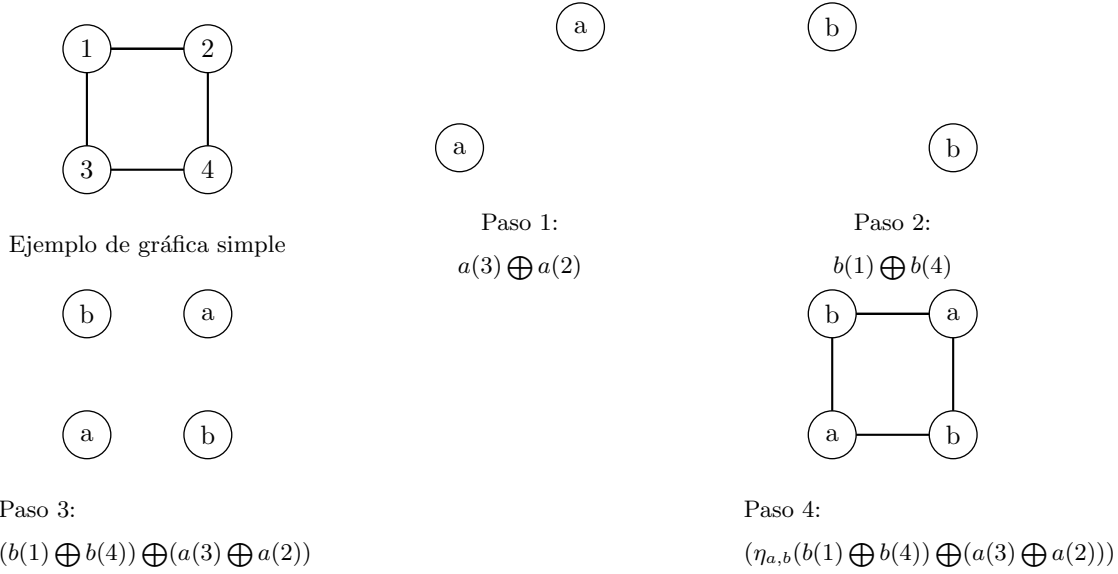 1 2
3 4
Ejemplo de gráfica simple
a
a
Paso 1:
a(3) ⨁ a(2)
b
b
Paso 2:
b(1) ⨁ b(4)
b a
a b
Paso 3:
(b(1) ⨁ b(4)) ⨁(a(3) ⨁ a(2))
b a
a b
Paso 4:
(η_{a,b}(b(1) ⨁ b(4)) ⨁(a(3) ⨁ a(2)))